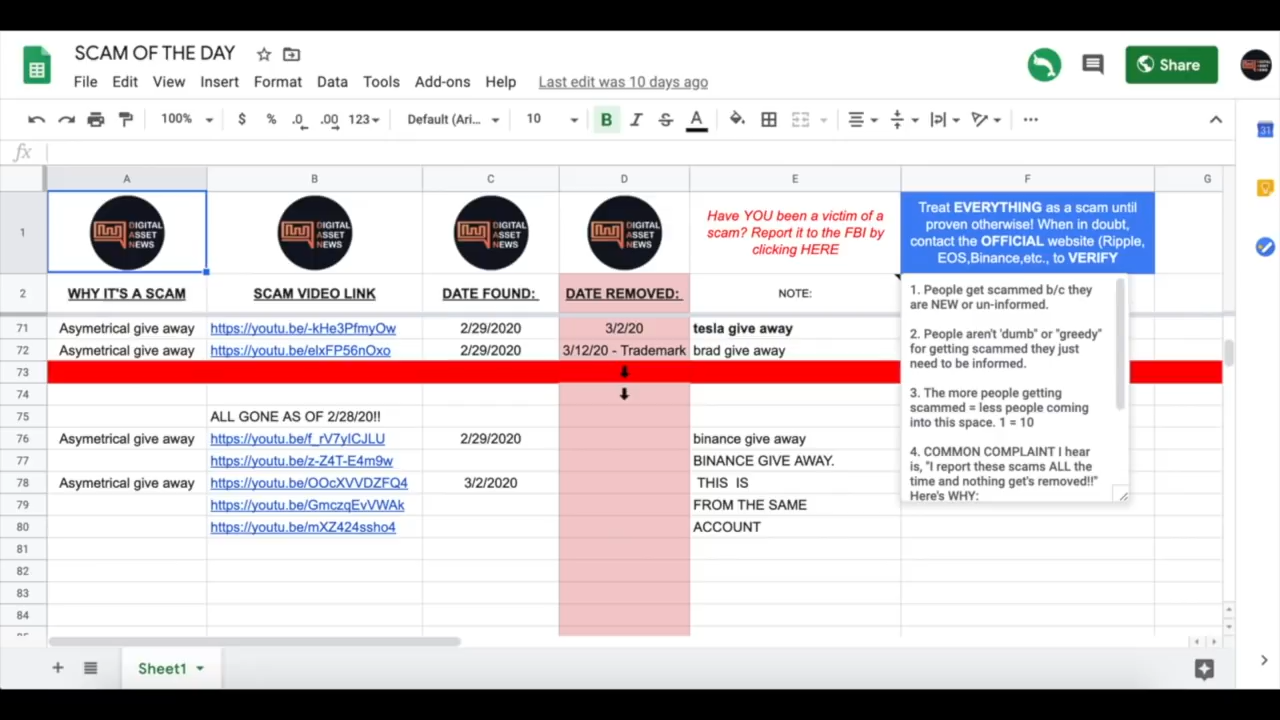 SCAM OF THE DAY
File Edit View Insert Format Data Tools Add-ons Help Last edit was 10 days ago
Share
100% $ % .0 .00 123 Default (Ari... 10 B I S A ...
fx
A B C D E F G
1
DIGITAL
ASSET
NEWS
DIGITAL
ASSET
NEWS
DIGITAL
ASSET
NEWS
DIGITAL
ASSET
NEWS
Have YOU been a victim of a
scam? Report it to the FBI by
clicking HERE
Treat EVERYTHING as a scam until
proven otherwise! When in doubt,
contact the OFFICIAL website (Ripple,
EOS,Binance,etc., to VERIFY
2 WHY IT'S A SCAM SCAM VIDEO LINK DATE FOUND: DATE REMOVED: NOTE:
71 Asymetrical give away https://youtu.be/-kHe3PfmyOw 2/29/2020 3/2/20 tesla give away
72 Asymetrical give away https://youtu.be/elxFP56nOxo 2/29/2020 3/12/20 - Trademark brad give away
73
74
75 ALL GONE AS OF 2/28/20!!
76 Asymetrical give away https://youtu.be/f_rV7yICJLU 2/29/2020 binance give away
77 https://youtu.be/z-Z4T-E4m9w BINANCE GIVE AWAY.
78 Asymetrical give away https://youtu.be/OOcXVVDZFQ4 3/2/2020 THIS IS
79 https://youtu.be/GmczqEvVWAk FROM THE SAME
80 https://youtu.be/mXZ424ssho4 ACCOUNT
81
82
83
84
1. People get scammed b/c they
are NEW or un-informed.
2. People aren't "dumb" or "greedy"
for getting scammed they just
need to be informed.
3. The more people getting
scammed = less people coming
into this space. 1 = 10
4. COMMON COMPLAINT I hear
is, "I report these scams ALL the
time and nothing get's removed!!"
Here's WHY:
Sheet1
31